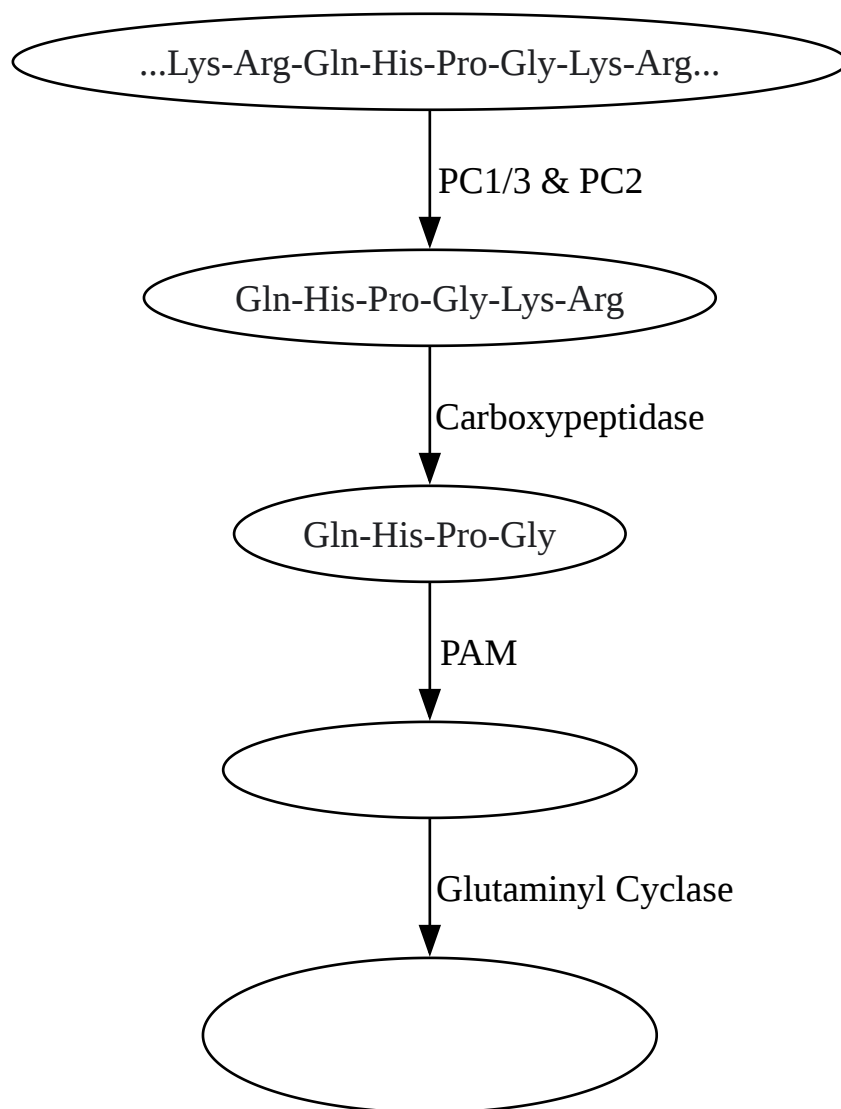 ...Lys-Arg-Gln-His-Pro-Gly-Lys-Arg...
PC1/3 & PC2
Gln-His-Pro-Gly-Lys-Arg
Carboxypeptidase
Gln-His-Pro-Gly
PAM
Glutaminyl Cyclase